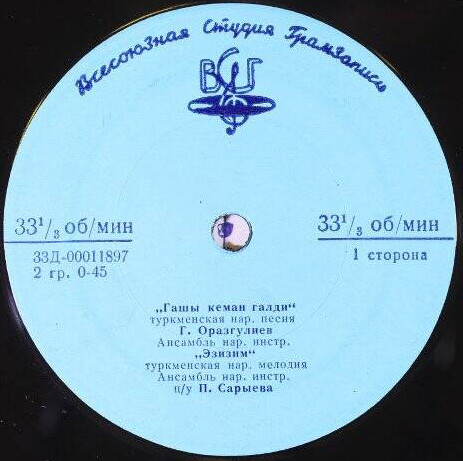 Всесоюзная Студия Грамзаписи
ВСГ
33¹/₃ об/мин
33¹/₃ об/мин
33Д-00011897
1 сторона
2 гр. 0-45
„Гашы кеман галди“
туркменская нар. песня
Г. Оразгулиев
Ансамбль нар. инстр.
„Эзизим“
туркменская нар. мелодия
Ансамбль нар. инстр.
п/у П. Сарыева